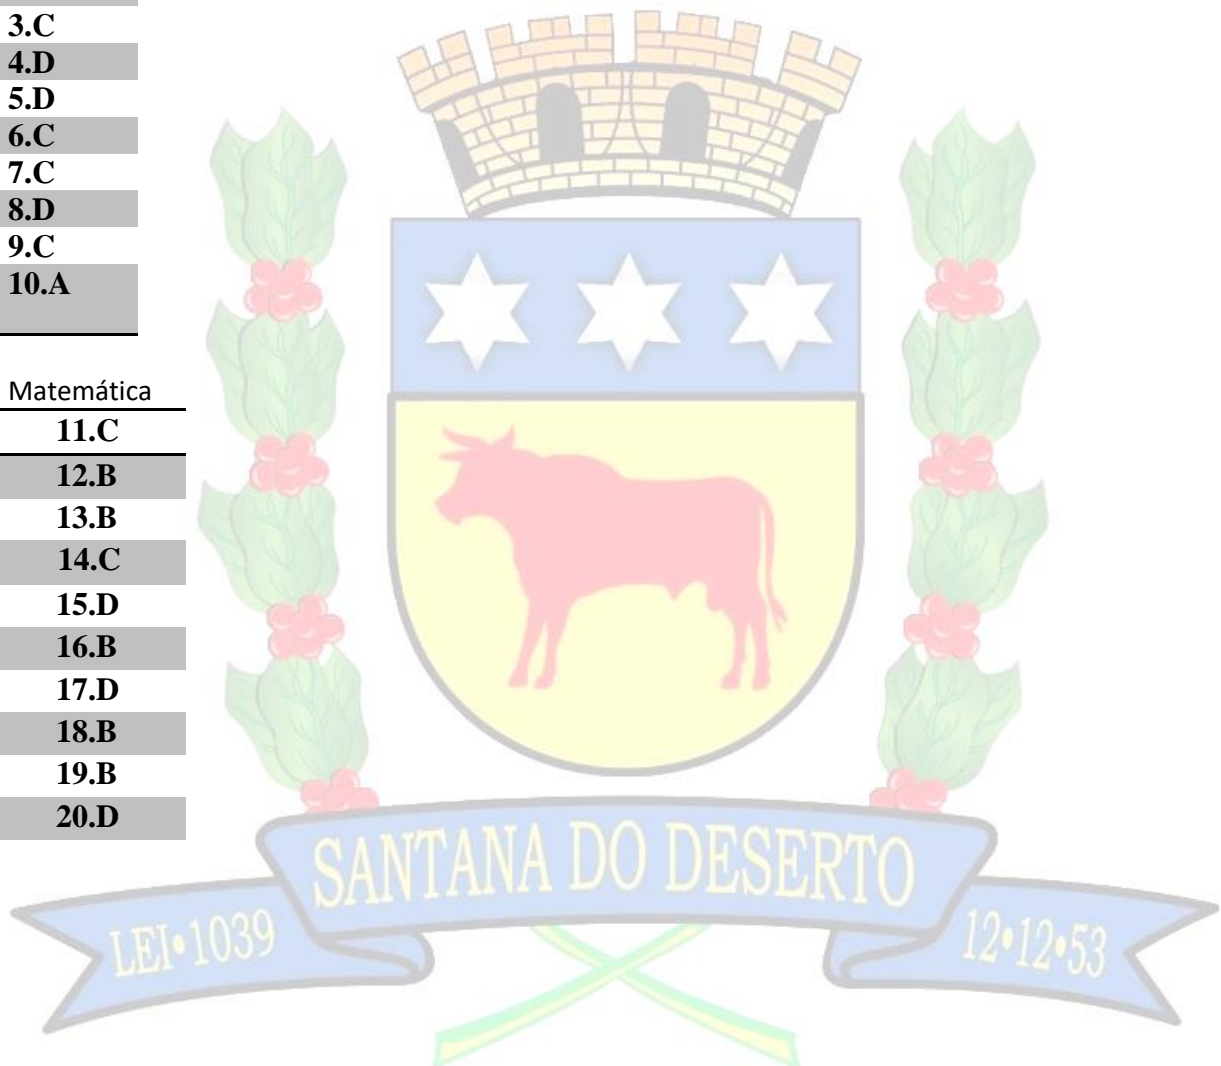 3.C
4.D
5.D
6.C
7.C
8.D
9.C
10.A
Matemática
11.C
12.B
13.B
14.C
15.D
16.B
17.D
18.B
19.B
20.D
SANTANA DO DESERTO
LEI•1039
12•12•53